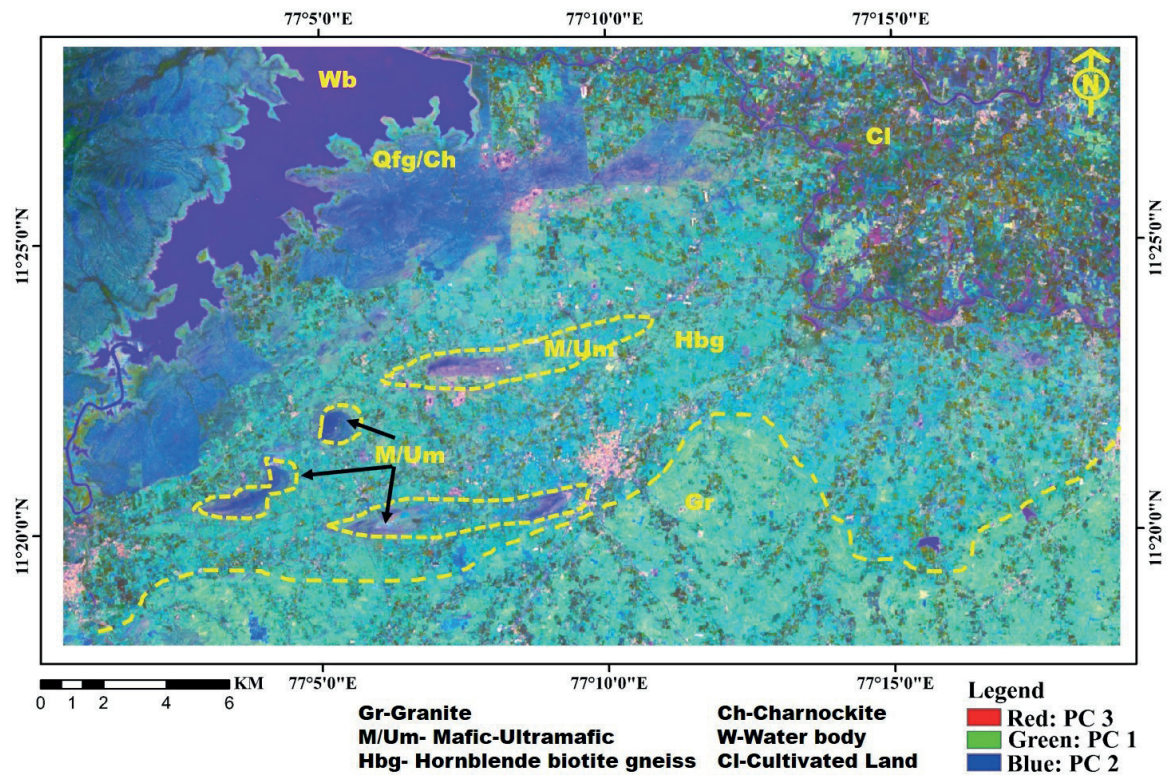 77°5'0"E 77°10'0"E 77°15'0"E
N
Wb
Cl
Qfg/Ch
11°25'0"N 11°25'0"N
Hbg
M/Um
M/Um
Gr
11°20'0"N 11°20'0"N
77°5'0"E 77°10'0"E 77°15'0"E
KM
0 1 2 4 6
Legend
Gr-Granite Ch-Charnockite
Red: PC 3
M/Um- Mafic-Ultramafic W-Water body
Green: PC 1
Hbg- Hornblende biotite gneiss Cl-Cultivated Land
Blue: PC 2